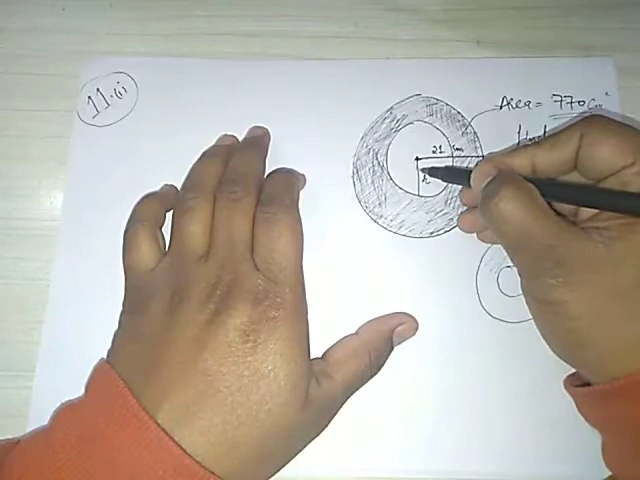 11.(i)
Area = 770 cm²
21 cm
r